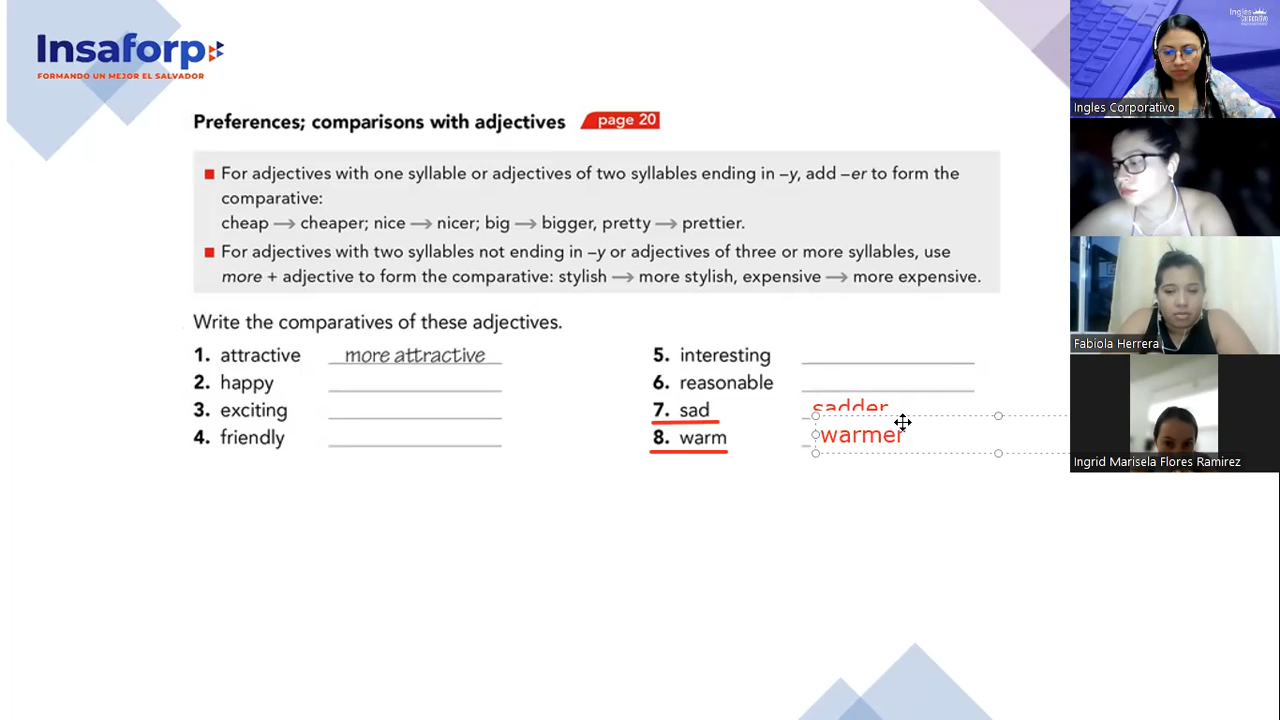 Insaforp
FORMANDO UN MEJOR EL SALVADOR
Preferences; comparisons with adjectives page 20
For adjectives with one syllable or adjectives of two syllables ending in –y, add –er to form the
comparative:
cheap → cheaper; nice → nicer; big → bigger, pretty → prettier.
For adjectives with two syllables not ending in –y or adjectives of three or more syllables, use
more + adjective to form the comparative: stylish → more stylish, expensive → more expensive.
Write the comparatives of these adjectives.
1. attractive more attractive
2. happy
3. exciting
4. friendly
5. interesting
6. reasonable
7. sad sadder
8. warm warmer
Ingles
Corporativo
Ingles Corporativo
Fabiola Herrera
Ingrid Marisela Flores Ramirez